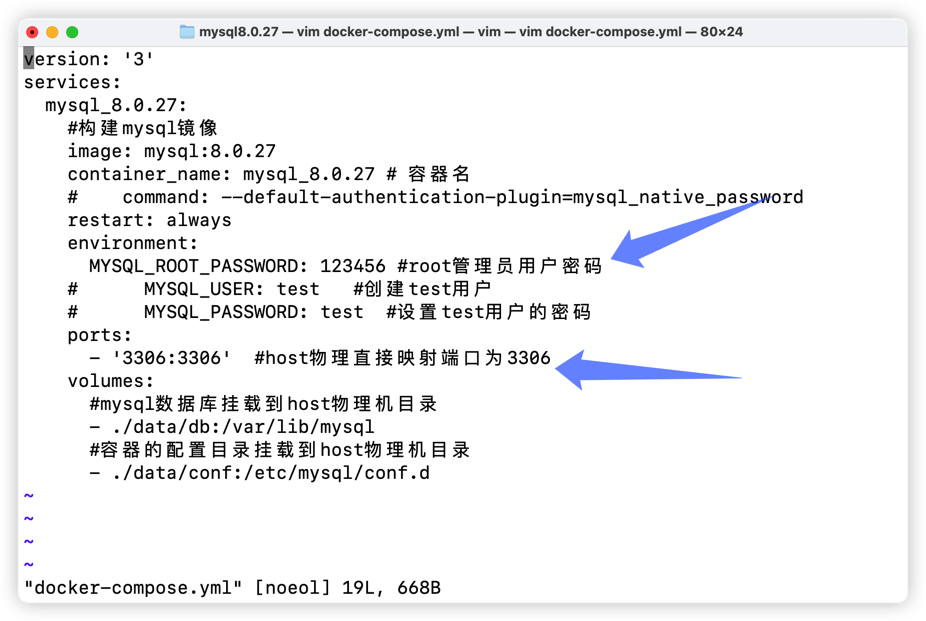 mysql8.0.27 — vim docker-compose.yml — vim — vim docker-compose.yml — 80×24
version: '3'
services:
  mysql_8.0.27:
    #构建mysql镜像
    image: mysql:8.0.27
    container_name: mysql_8.0.27 # 容器名
    #    command: --default-authentication-plugin=mysql_native_password
    restart: always
    environment:
      MYSQL_ROOT_PASSWORD: 123456 #root管理员用户密码
    #      MYSQL_USER: test   #创建test用户
    #      MYSQL_PASSWORD: test  #设置test用户的密码
    ports:
      - '3306:3306'  #host物理直接映射端口为3306
    volumes:
      #mysql数据库挂载到host物理机目录
      - ./data/db:/var/lib/mysql
      #容器的配置目录挂载到host物理机目录
      - ./data/conf:/etc/mysql/conf.d
~
~
~
~
"docker-compose.yml" [noeol] 19L, 668B